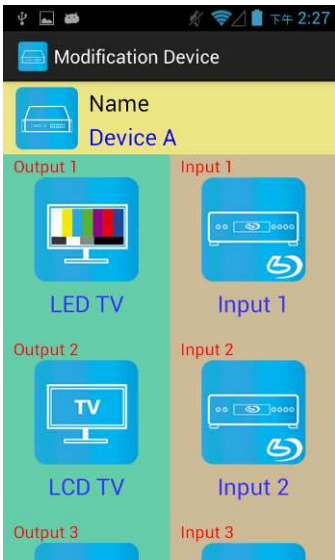 下午 2:27
Modification Device
Name
Device A
Output 1
Input 1
TV
LED TV
Input 1
Output 2
Input 2
TV
LCD TV
Input 2
Output 3
Input 3